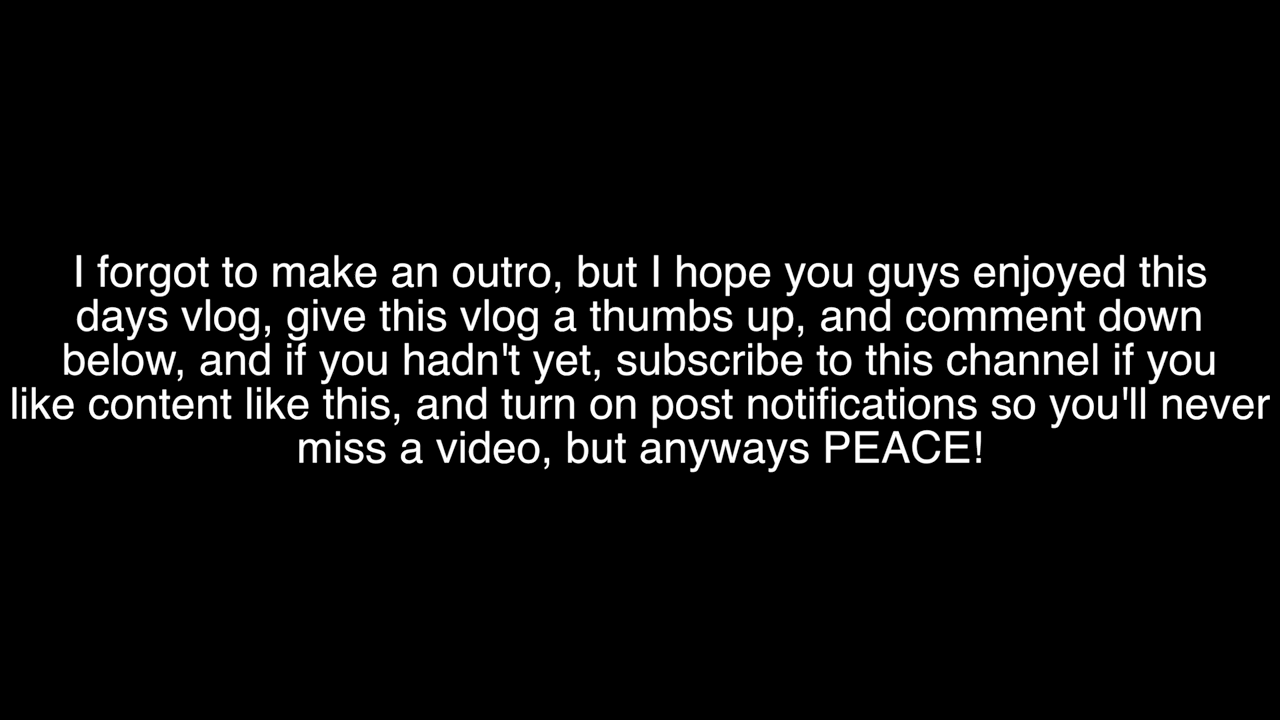 I forgot to make an outro, but I hope you guys enjoyed this
days vlog, give this vlog a thumbs up, and comment down
below, and if you hadn't yet, subscribe to this channel if you
like content like this, and turn on post notifications so you'll never
miss a video, but anyways PEACE!